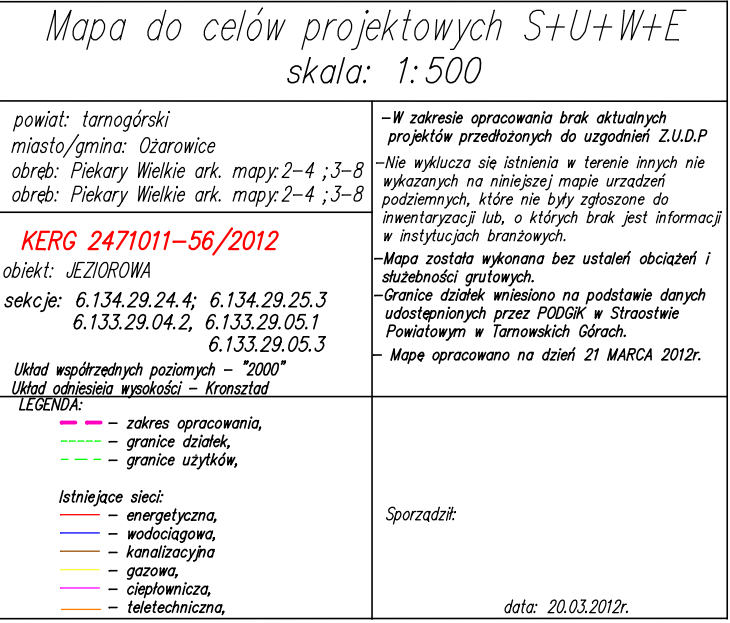 Mapa do celów projektowych S+U+W+E
skala: 1:500
powiat: tarnogórski
miasto/gmina: Ożarowice
obręb: Piekary Wielkie ark. mapy:2-4 ;3-8
obręb: Piekary Wielkie ark. mapy:2-4 ;3-8
KERG 2471011-56/2012
obiekt: JEZIOROWA
sekcje: 6.134.29.24.4; 6.134.29.25.3
6.133.29.04.2, 6.133.29.05.1
6.133.29.05.3
Układ współrzędnych poziomych - "2000"
Układ odniesieia wysokości - Kronsztad
-W zakresie opracowania brak aktualnych
projektów przedłożonych do uzgodnień Z.U.D.P
-Nie wyklucza się istnienia w terenie innych nie
wykazanych na niniejszej mapie urządzeń
podziemnych, które nie były zgłoszone do
inwentaryzacji lub, o których brak jest informacji
w instytucjach branżowych.
-Mapa została wykonana bez ustaleń obciążeń i
służebności grutowych.
-Granice działek wniesiono na podstawie danych
udostępnionych przez PODGiK w Straostwie
Powiatowym w Tarnowskich Górach.
- Mapę opracowano na dzień 21 MARCA 2012r.
LEGENDA:
- zakres opracowania,
- granice działek,
- granice użytków,
Istniejące sieci:
- energetyczna,
- wodociągowa,
- kanalizacyjna
- gazowa,
- ciepłownicza,
- teletechniczna,
Sporządził:
data: 20.03.2012r.